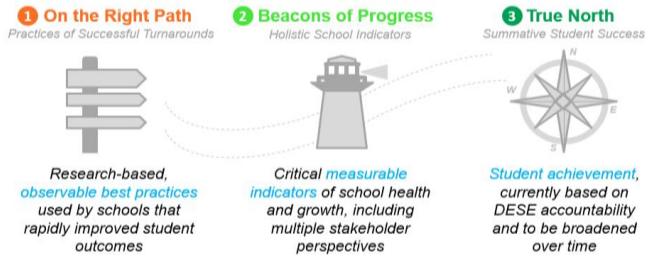 1 On the Right Path
Practices of Successful Turnarounds
Research-based,
observable best practices
used by schools that
rapidly improved student
outcomes
2 Beacons of Progress
Holistic School Indicators
Critical measurable
indicators of school health
and growth, including
multiple stakeholder
perspectives
3 True North
Summative Student Success
N
W
E
S
Student achievement,
currently based on
DESE accountability
and to be broadened
over time